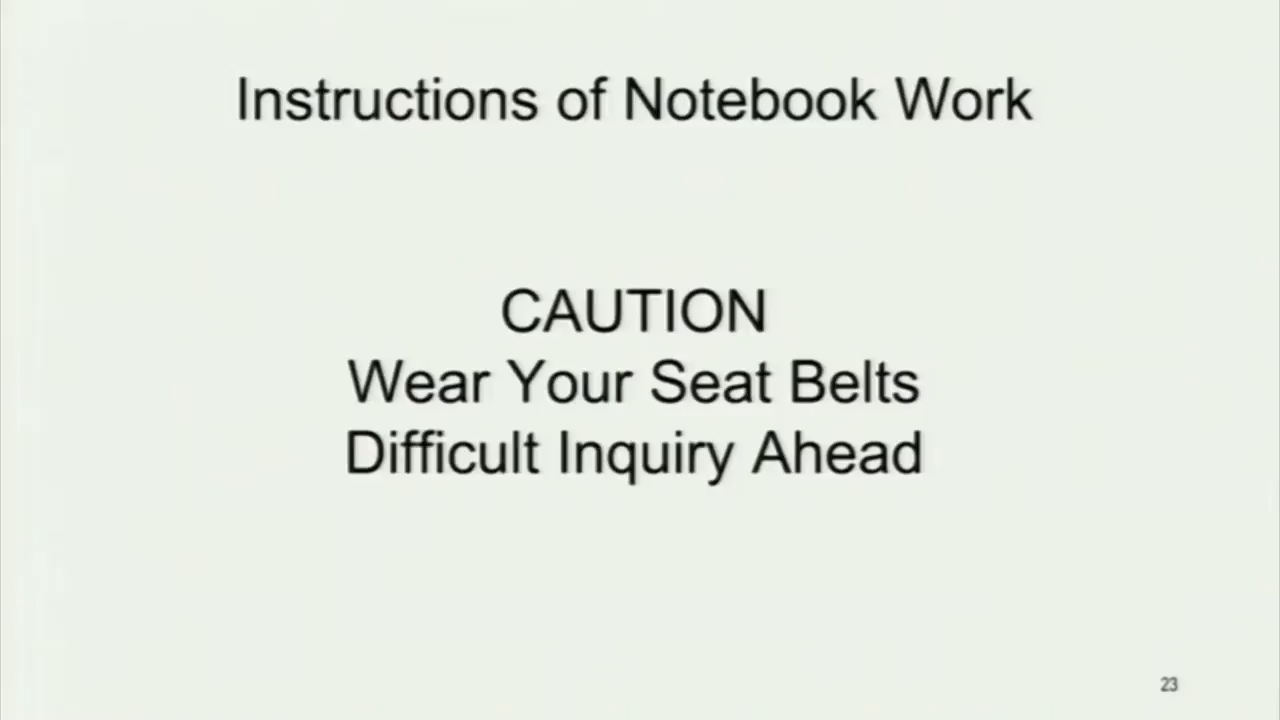 Instructions of Notebook Work
CAUTION
Wear Your Seat Belts
Difficult Inquiry Ahead
23